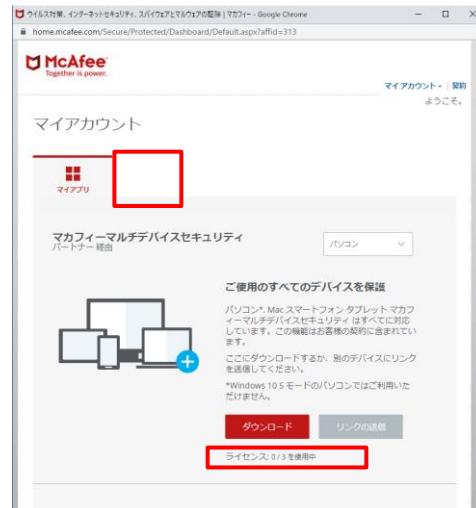 ウイルス対策、インターネットセキュリティ、スパイウェアとマルウェアの駆除 | マカフィー - Google Chrome
home.mcafee.com/Secure/Protected/Dashboard/Default.aspx?affid=313
McAfee
Together is power.
マイ アカウント | 契約
ようこそ。
マイアカウント
マイアプリ
マカフィーマルチデバイスセキュリティ
パートナー 経由
パソコン
ご使用のすべてのデバイスを保護
パソコン*、Mac スマートフォン タブレット マカフ
ィーマルチデバイスセキュリティ はすべてに対応
しています。この機能はお客様の契約に含まれてい
ます。
ここにダウンロードするか、別のデバイスにリンク
を送信してください。
*Windows 10 S モードのパソコンではご利用いた
だけません。
ダウンロード
リンクの送信
ライセンス: 0 / 3 を使用中